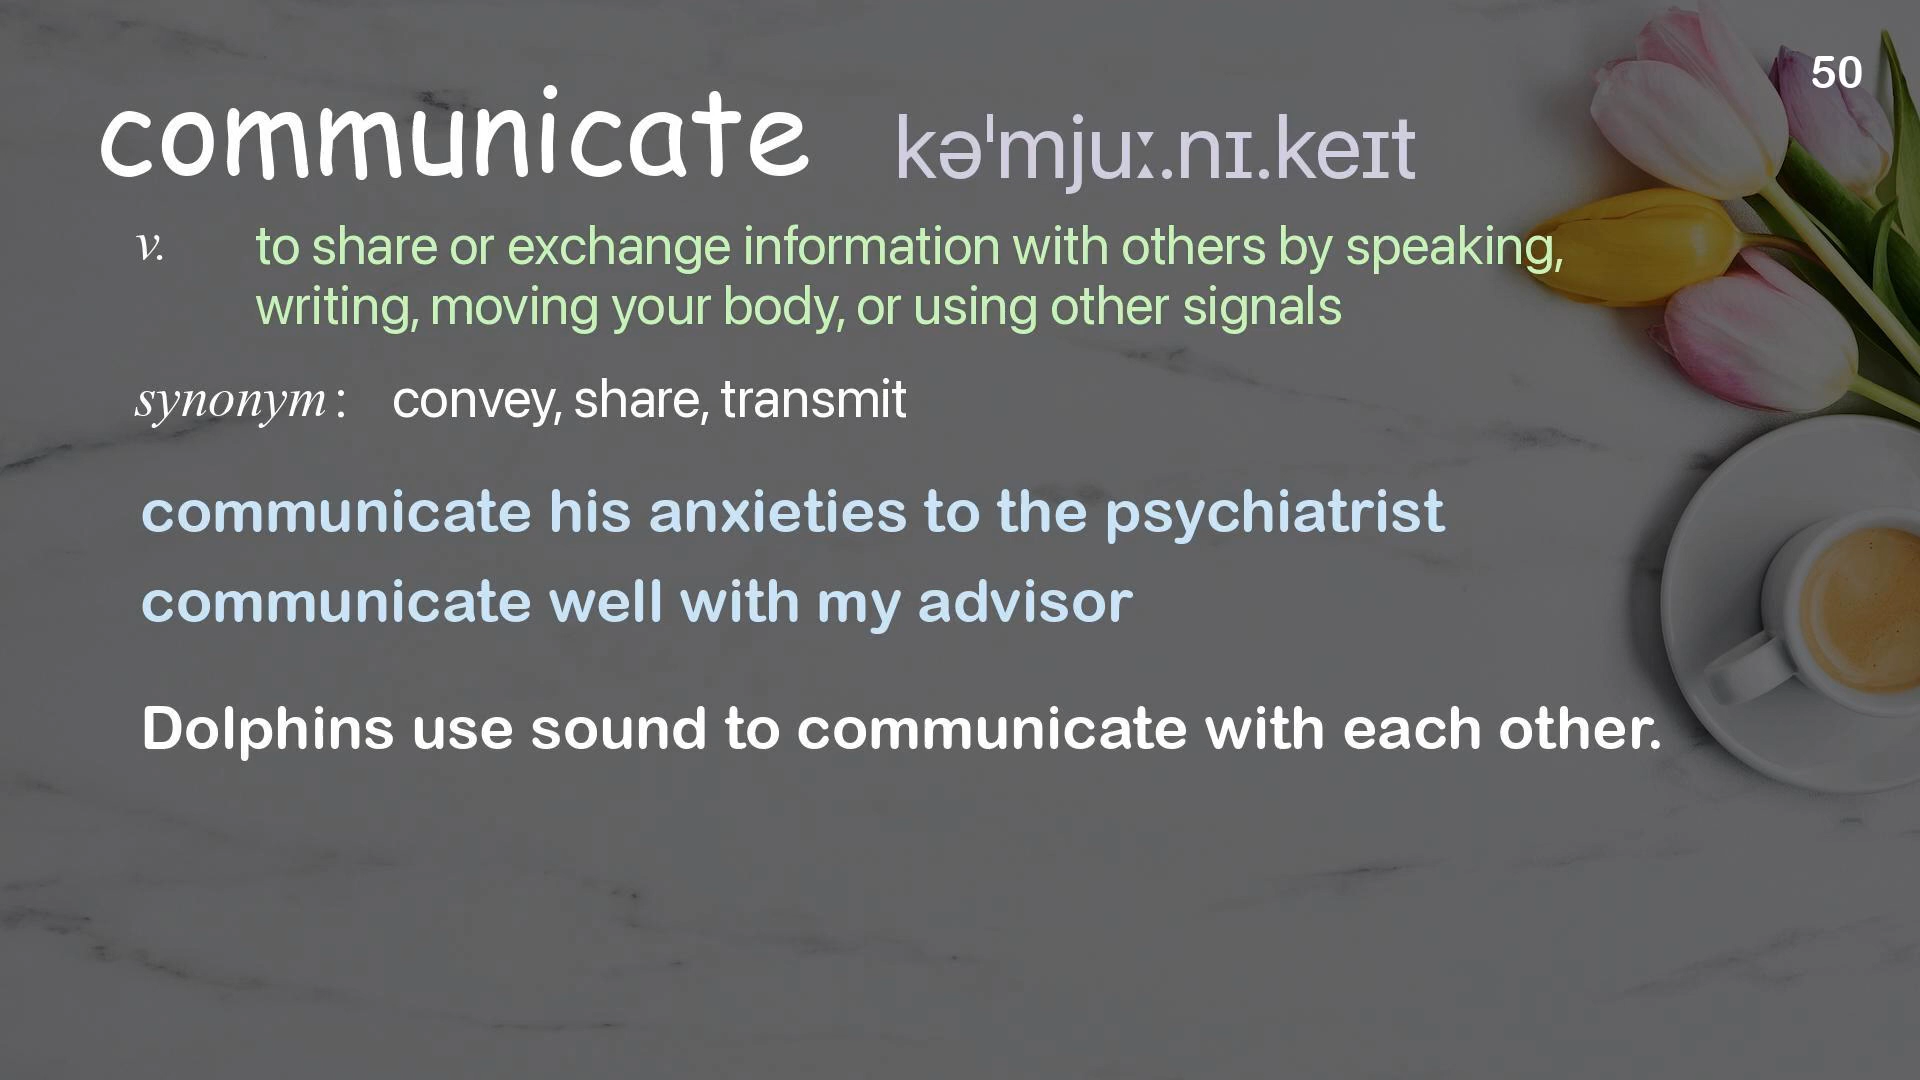 50
communicate kə'mjuː.nɪ.keɪt
v. to share or exchange information with others by speaking,
writing, moving your body, or using other signals
synonym : convey, share, transmit
communicate his anxieties to the psychiatrist
communicate well with my advisor
Dolphins use sound to communicate with each other.